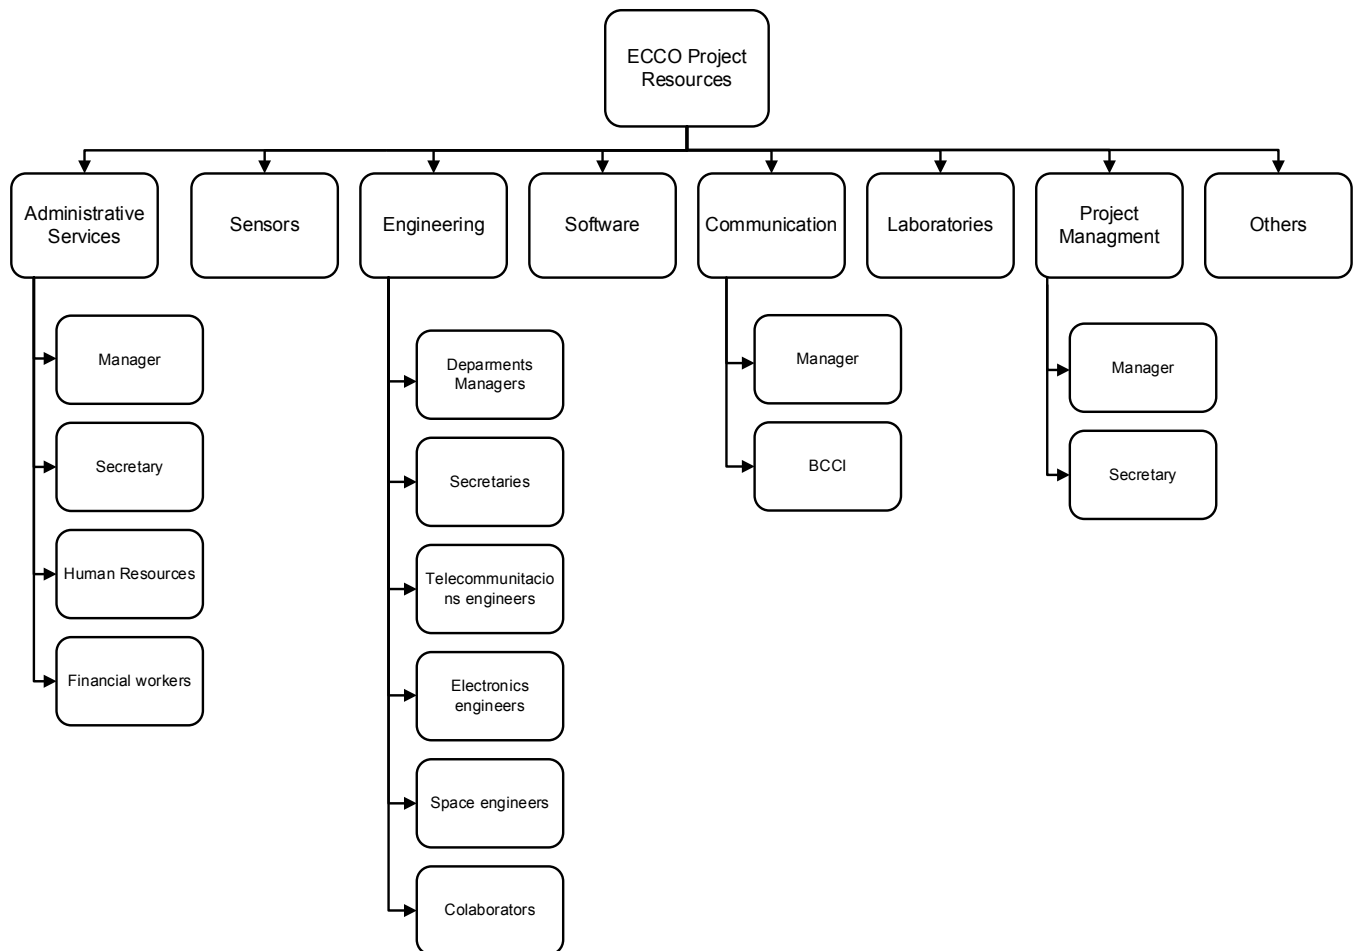 ECCO Project
Resources
Administrative
Services
Sensors
Engineering
Software
Communication
Laboratories
Project
Managment
Others
Manager
Secretary
Human Resources
Financial workers
Deparments
Managers
Secretaries
Telecommunitacio
ns engineers
Electronics
engineers
Space engineers
Colaborators
Manager
BCCI
Manager
Secretary